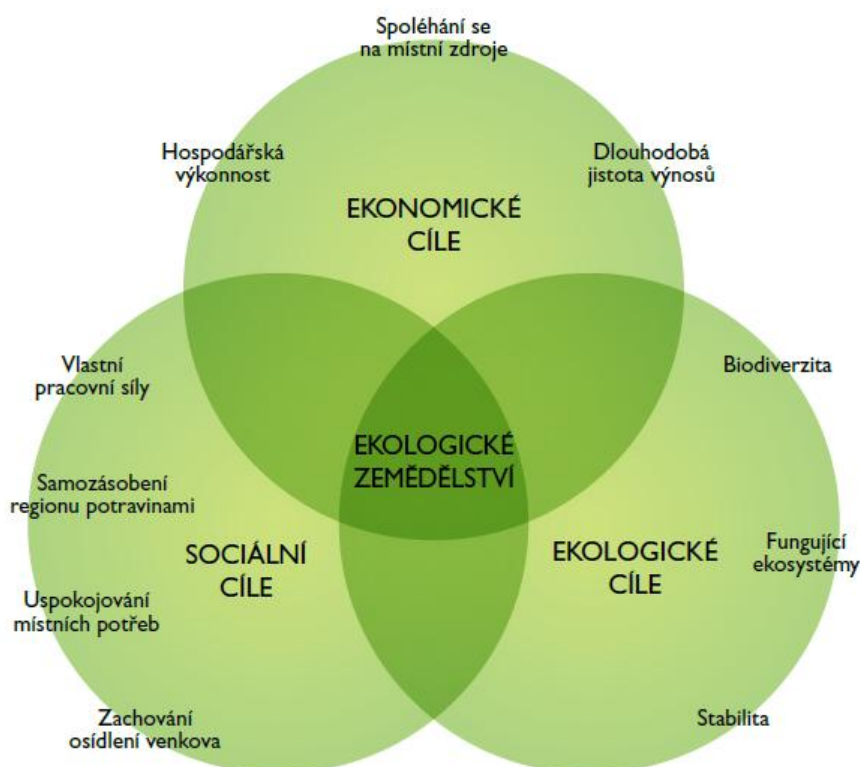 Spoléhání se
na místní zdroje
Hospodářská
výkonnost
Dlouhodobá
jistota výnosů
EKONOMICKÉ
CÍLE
Vlastní
pracovní síly
Biodiverzita
EKOLOGICKÉ
ZEMĚDĚLSTVÍ
Samozásobení
regionu potravinami
SOCIÁLNÍ
CÍLE
EKOLOGICKÉ
CÍLE
Fungující
ekosystémy
Uspokojování
místních potřeb
Zachování
osídlení venkova
Stabilita